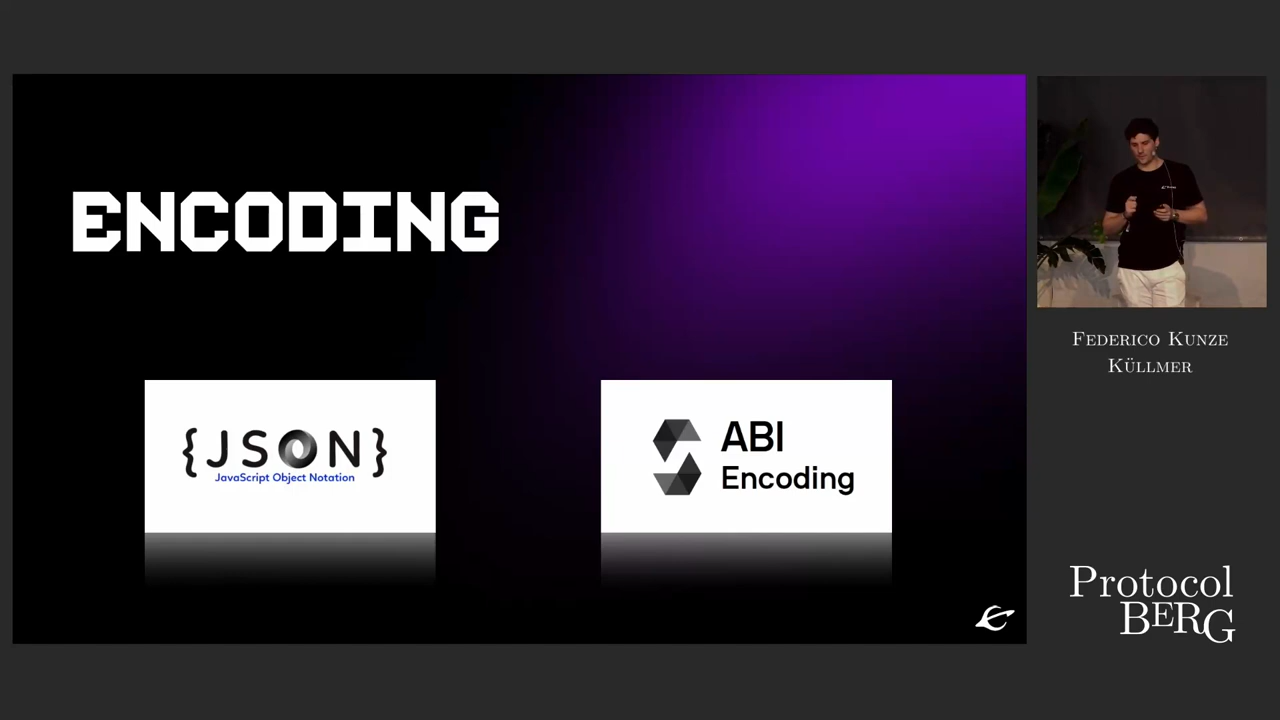 ENCODING
{JSON}
JavaScript Object Notation
ABI
Encoding
Federico Kunze
Küllmer
Protocol
BERG